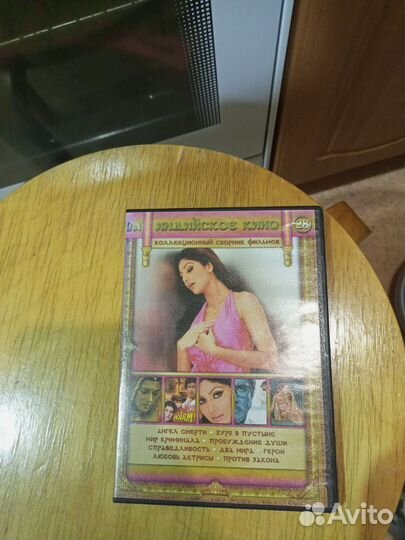 ИНДИЙСКОЕ КИНО 28
КОЛЛЕКЦИОННЫЙ СБОРНИК ФИЛЬМОВ
KARMA
АНГЕЛ СМЕРТИ • БУРЯ В ПУСТЫНЕ
МИР КРИМИНАЛА • ПРОБУЖДЕНИЕ ДУШИ
СПРАВЕДЛИВОСТЬ • ДВА МИРА • ГЕРОИ
ЛЮБОВЬ АКТРИСЫ • ПРОТИВ ЗАКОНА
Avito